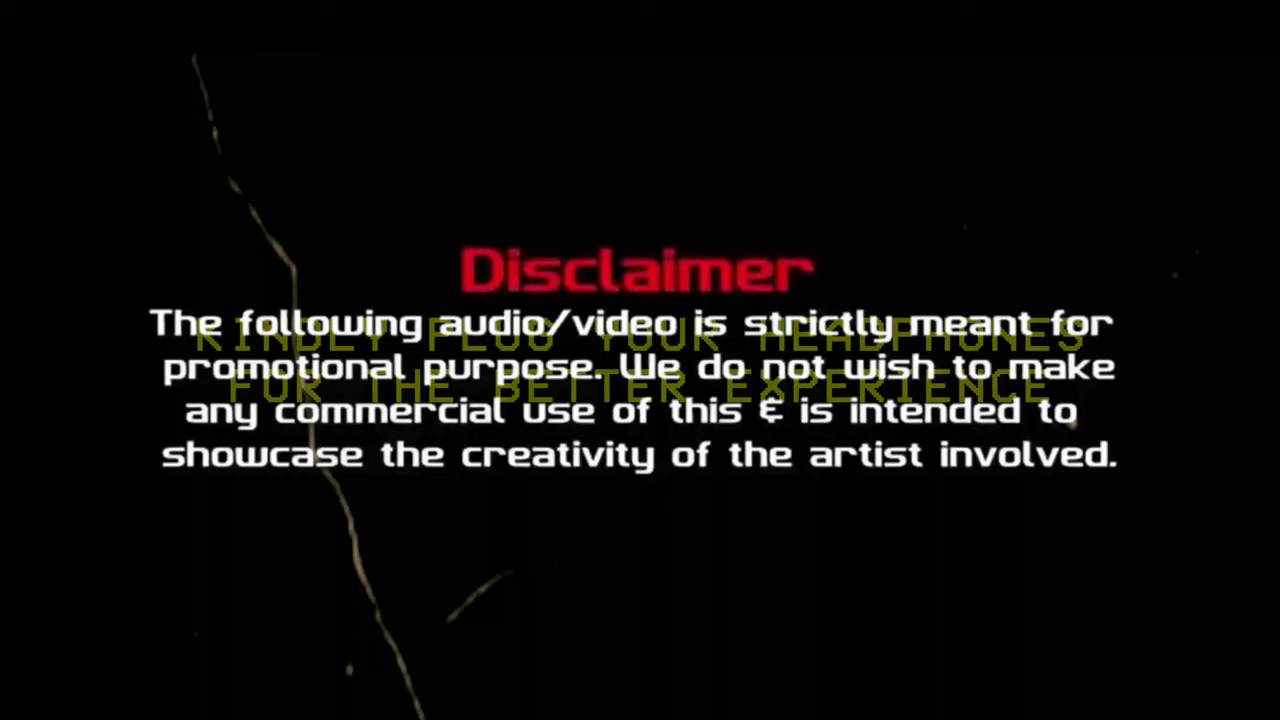 Disclaimer
The following audio/video is strictly meant for
KINDLY PLUG YOUR HEADPHONES
promotional purpose. We do not wish to make
FOR THE BETTER EXPERIENCE
any commercial use of this & is intended to
showcase the creativity of the artist involved.